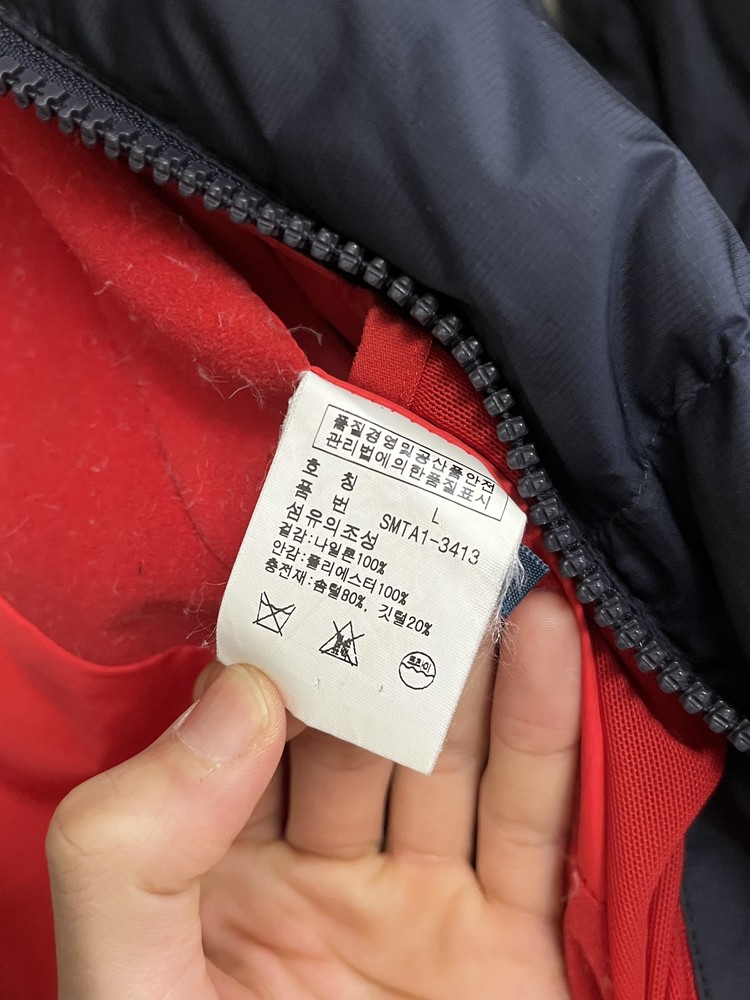 품질경영및공산품안전
관리법에의한품질표시
호 칭 L
품 번 SMTA1-3413
섬유의조성
겉감:나일론100%
안감:폴리에스터100%
충전재:솜털80%, 깃털20%
드라이